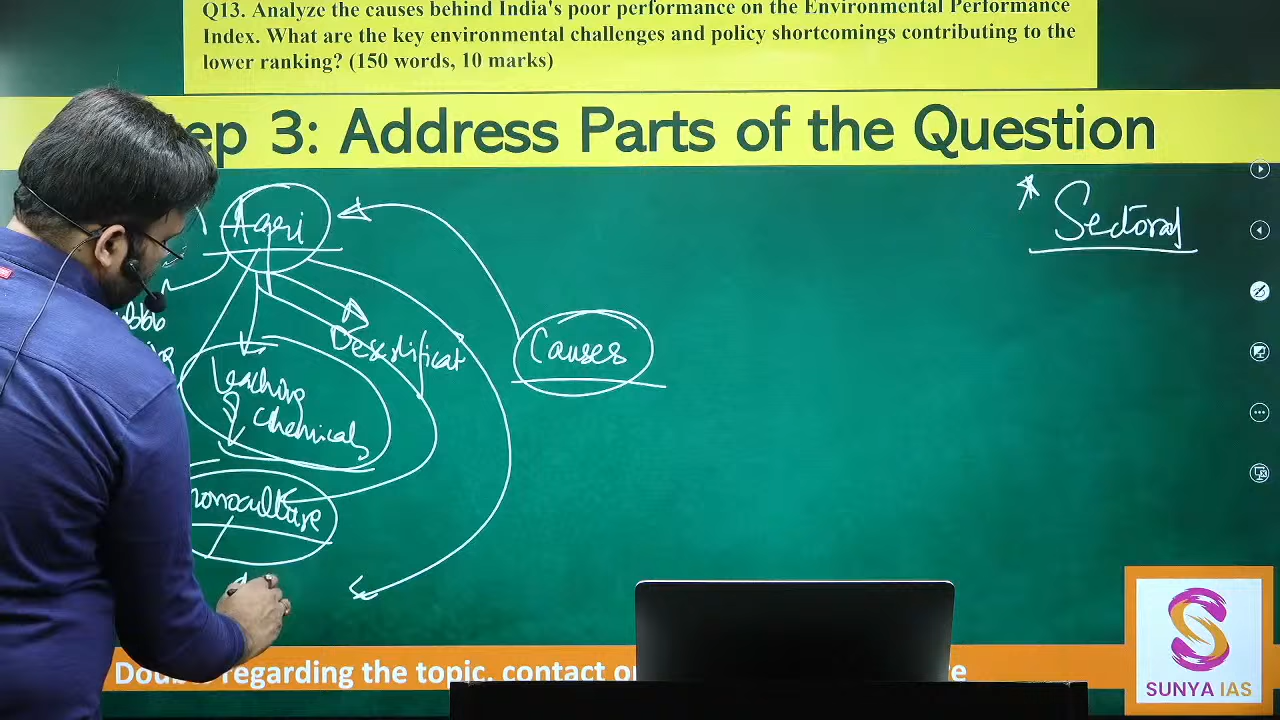 Q13. Analyze the causes behind India's poor performance on the Environmental Performance
Index. What are the key environmental challenges and policy shortcomings contributing to the
lower ranking? (150 words, 10 marks)
ep 3: Address Parts of the Question
Agri
* Sectoral
Causes
Leaching
Chemicals
monoculture
regarding the topic, contact
SUNYA IAS